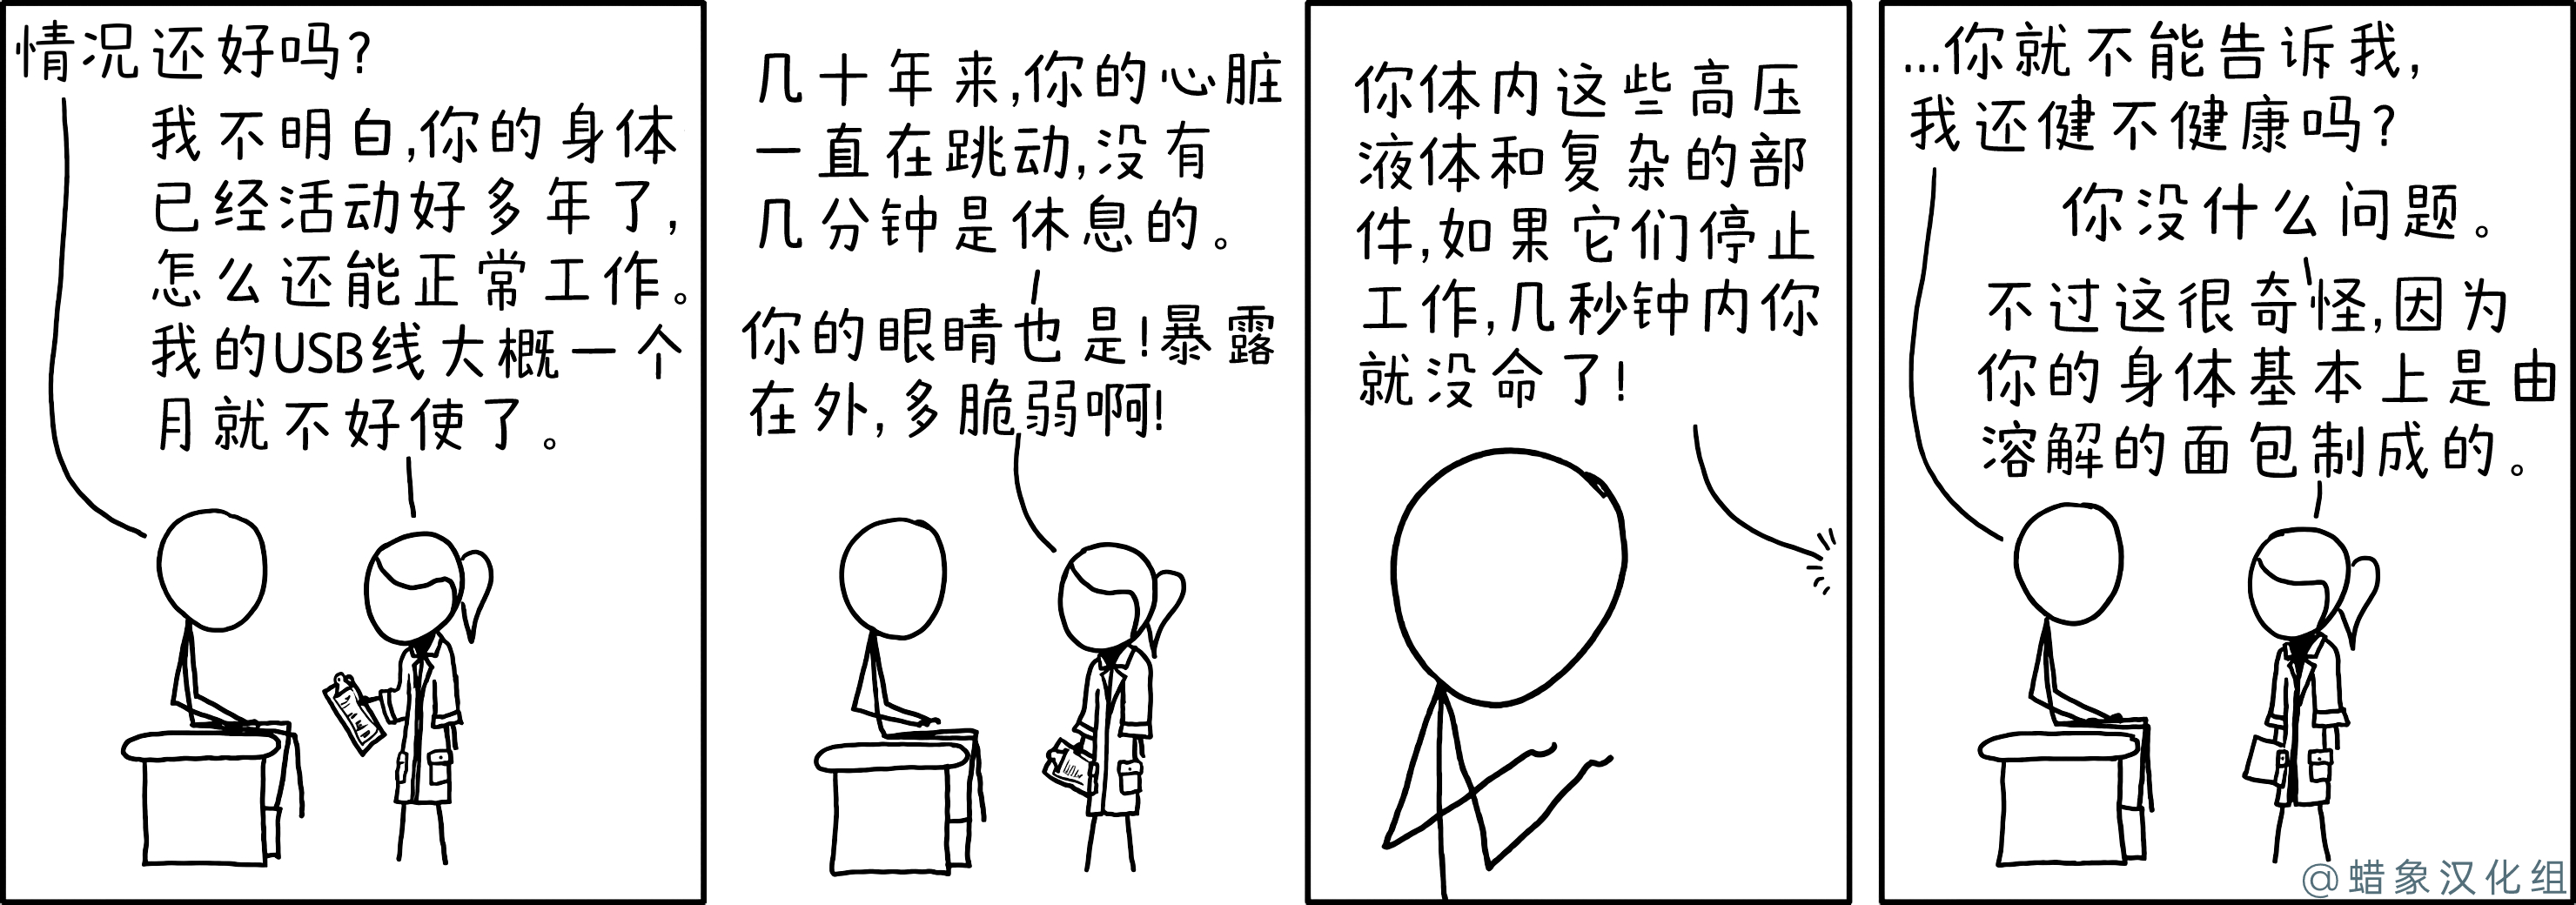 情况还好吗?
我不明白,你的身体
已经活动好多年了,
怎么还能正常工作。
我的USB线大概一个
月就不好使了。
几十年来,你的心脏
一直在跳动,没有
几分钟是休息的。
你的眼睛也是!暴露
在外,多脆弱啊!
你体内这些高压
液体和复杂的部
件,如果它们停止
工作,几秒钟内你
就没命了!
...你就不能告诉我,
我还健不健康吗?
你没什么问题。
不过这很奇怪,因为
你的身体基本上是由
溶解的面包制成的。
@蜡象汉化组